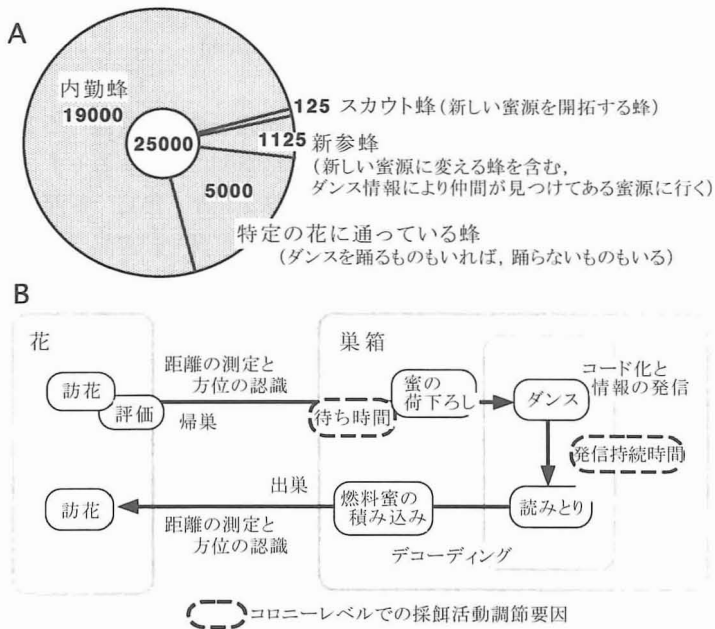 A
内勤蜂
19000
25000
125 スカウト蜂(新しい蜜源を開拓する蜂)
1125 新参蜂
(新しい蜜源に変える蜂を含む,
ダンス情報により仲間が見つけてある蜜源に行く)
5000
特定の花に通っている蜂
(ダンスを踊るものもいれば,踊らないものもいる)
B
花
巣箱
訪花
評価
距離の測定と
方位の認識
帰巣
待ち時間
蜜の
荷下ろし
ダンス
コード化と
情報の発信
発信持続時間
訪花
出巣
距離の測定と
方位の認識
燃料蜜の
積み込み
読みとり
デコーディング
コロニーレベルでの採餌活動調節要因